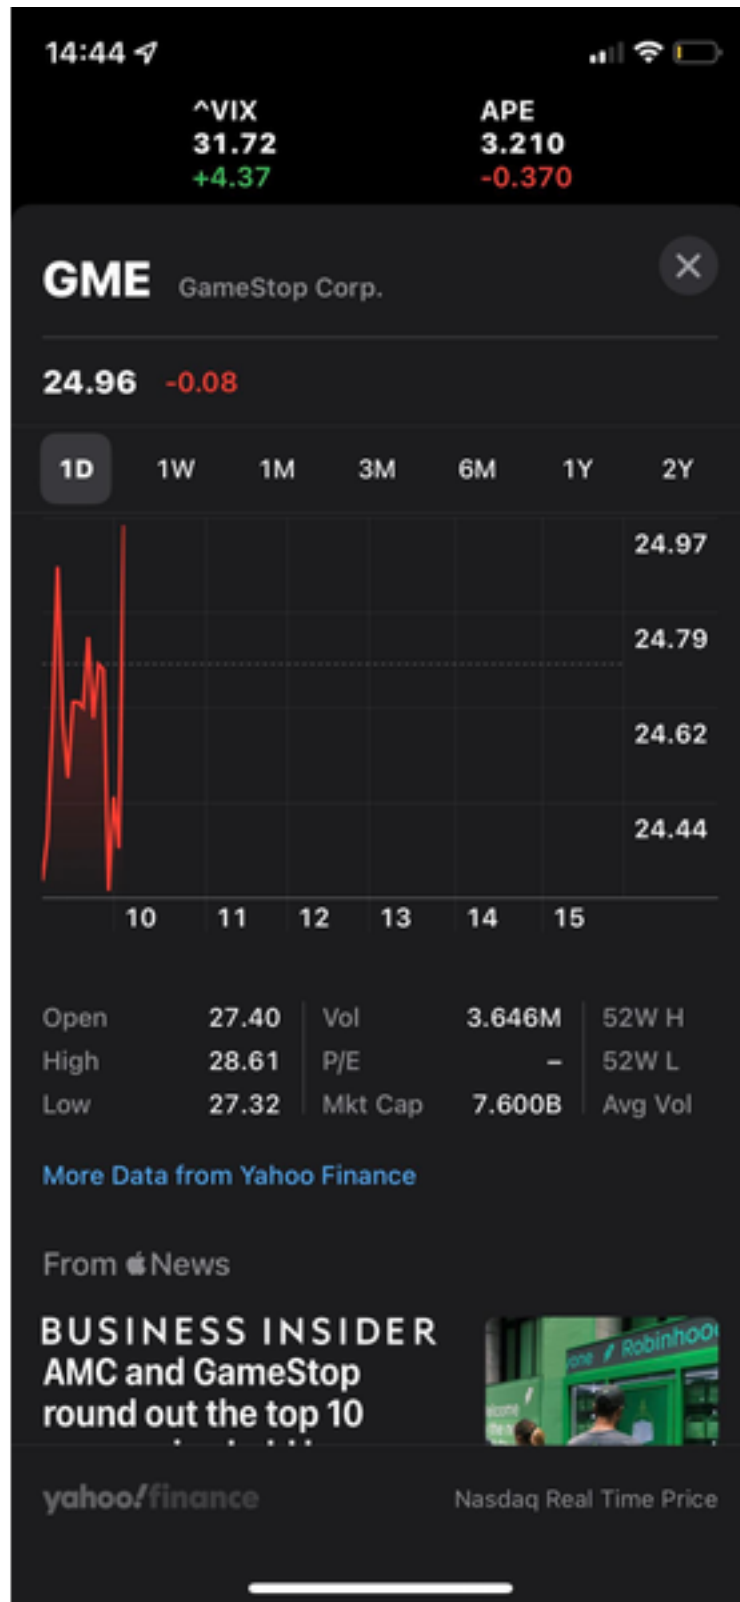 14:44
^VIX
31.72
+4.37
APE
3.210
-0.370
GME GameStop Corp.
24.96 -0.08
1D 1W 1M 3M 6M 1Y 2Y
24.97
24.79
24.62
24.44
10 11 12 13 14 15
Open 27.40 Vol 3.646M 52W H
High 28.61 P/E – 52W L
Low 27.32 Mkt Cap 7.600B Avg Vol
More Data from Yahoo Finance
From News
BUSINESS INSIDER
AMC and GameStop
round out the top 10
Robinhood
yahoo!finance Nasdaq Real Time Price